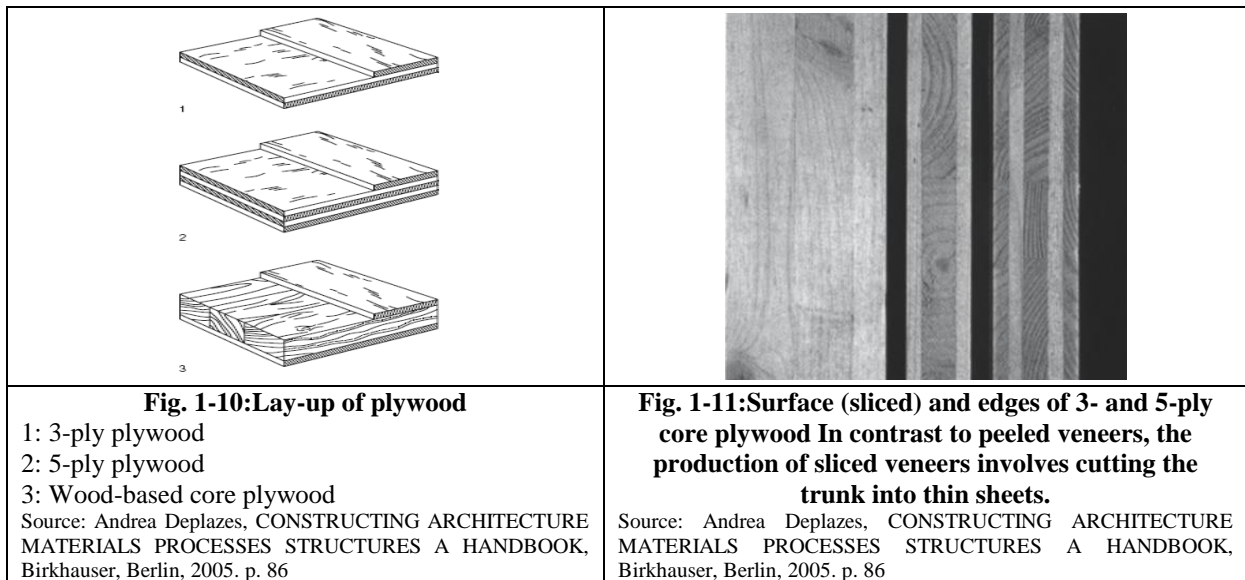 1
2
3
Fig. 1-10:Lay-up of plywood
1: 3-ply plywood
2: 5-ply plywood
3: Wood-based core plywood
Source: Andrea Deplazes, CONSTRUCTING ARCHITECTURE
MATERIALS PROCESSES STRUCTURES A HANDBOOK,
Birkhauser, Berlin, 2005. p. 86
Fig. 1-11:Surface (sliced) and edges of 3- and 5-ply
core plywood In contrast to peeled veneers, the
production of sliced veneers involves cutting the
trunk into thin sheets.
Source: Andrea Deplazes, CONSTRUCTING ARCHITECTURE
MATERIALS PROCESSES STRUCTURES A HANDBOOK,
Birkhauser, Berlin, 2005. p. 86